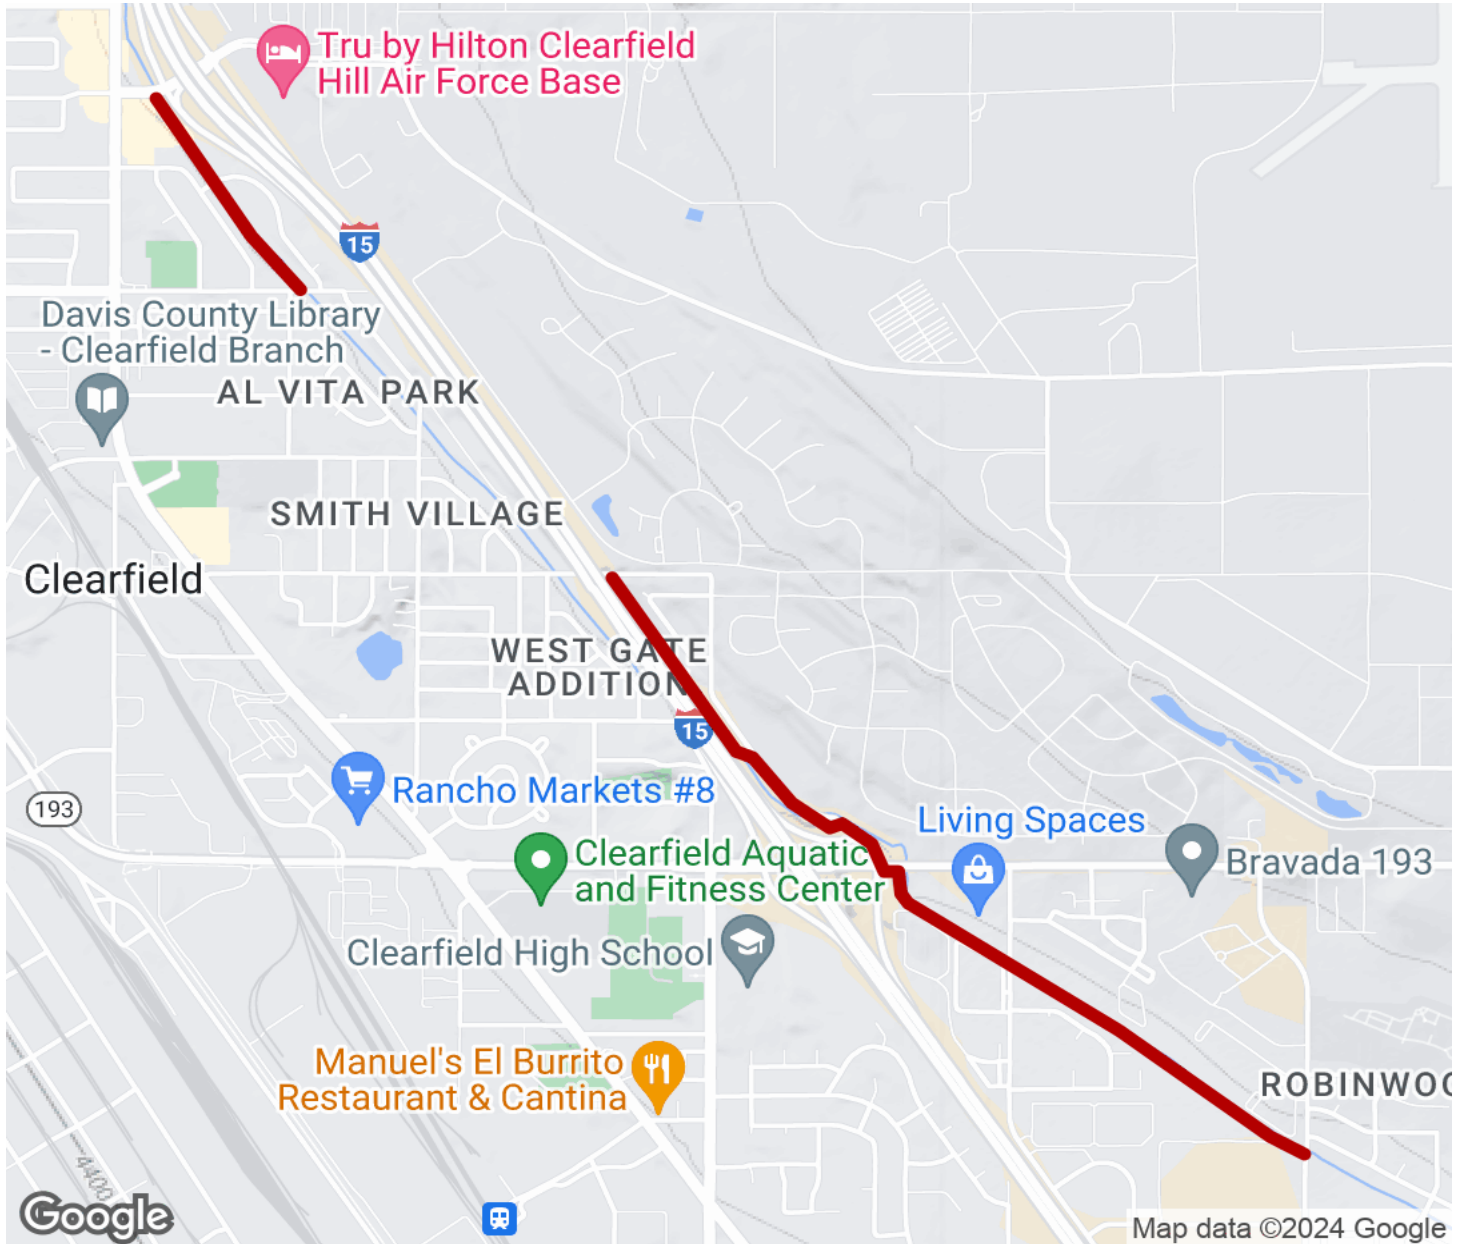 Tru by Hilton Clearfield
Hill Air Force Base
15
Davis County Library
- Clearfield Branch
AL VITA PARK
SMITH VILLAGE
Clearfield
WEST GATE
ADDITION
15
193
Rancho Markets #8
Living Spaces
Clearfield Aquatic
and Fitness Center
Bravada 193
Clearfield High School
Manuel's El Burrito
Restaurant & Cantina
ROBINWOO
4400
Google
Map data ©2024 Google